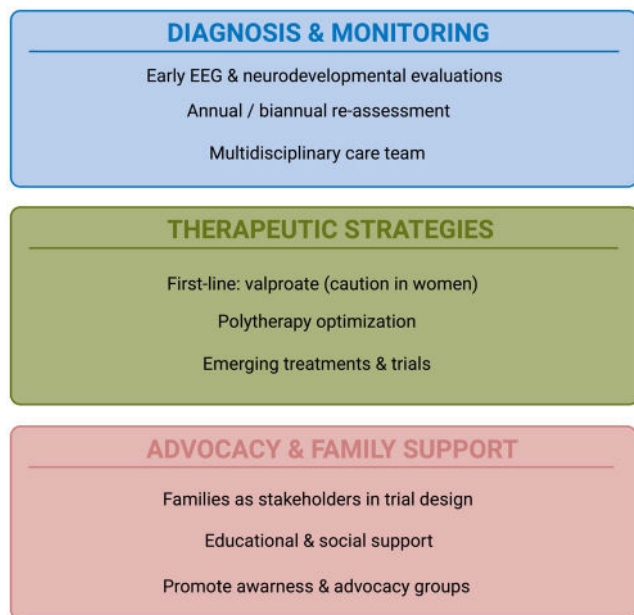 DIAGNOSIS & MONITORING
Early EEG & neurodevelopmental evaluations
Annual / biannual re-assessment
Multidisciplinary care team
THERAPEUTIC STRATEGIES
First-line: valproate (caution in women)
Polytherapy optimization
Emerging treatments & trials
ADVOCACY & FAMILY SUPPORT
Families as stakeholders in trial design
Educational & social support
Promote awarness & advocacy groups